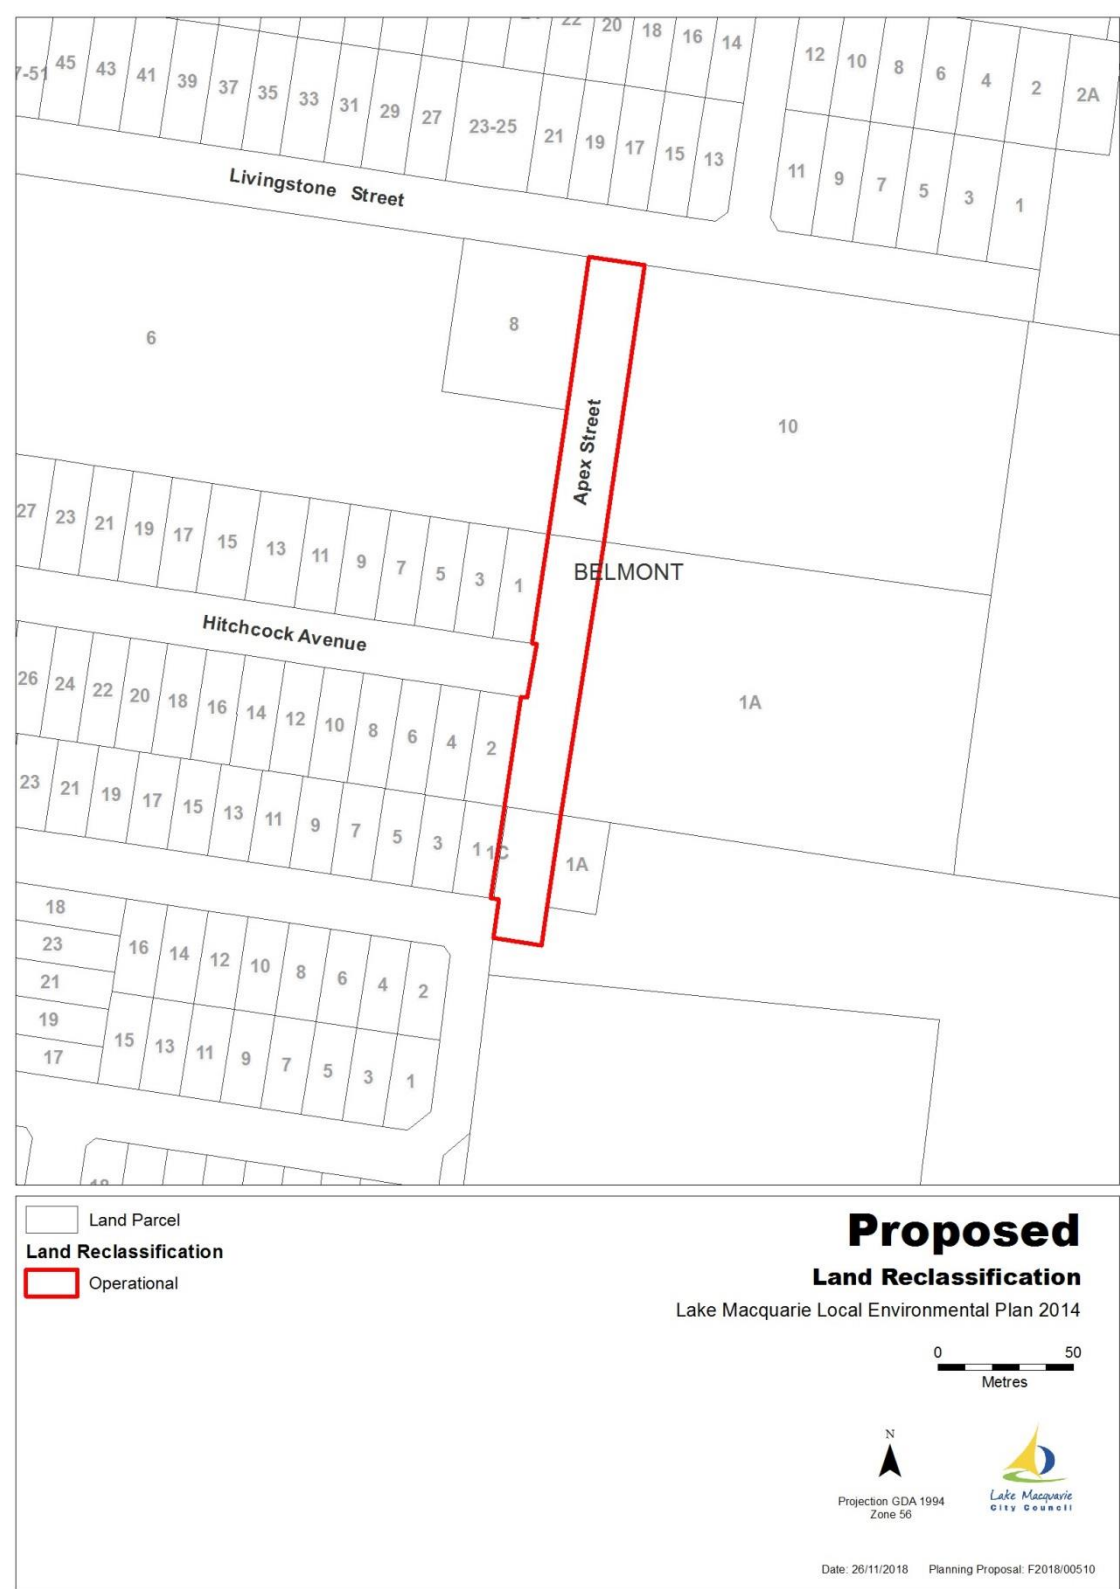 22 20 18 16 14
12 10 8 6 4 2 2A
7-51 45 43 41 39 37 35 33 31 29 27 23-25 21 19 17 15 13
11 9 7 5 3 1
Livingstone Street
6
8
10
Apex Street
27 23 21 19 17 15 13 11 9 7 5 3 1
BELMONT
Hitchcock Avenue
26 24 22 20 18 16 14 12 10 8 6 4 2
1A
23 21 19 17 15 13 11 9 7 5 3 1 1C
1A
18
23
21
19
17
16 14 12 10 8 6 4 2
15 13 11 9 7 5 3 1
Land Parcel
Land Reclassification
Operational
Proposed
Land Reclassification
Lake Macquarie Local Environmental Plan 2014
0 50
Metres
N
Projection GDA 1994
Zone 56
Lake Macquarie
City Council
Date: 26/11/2018 Planning Proposal: F2018/00510